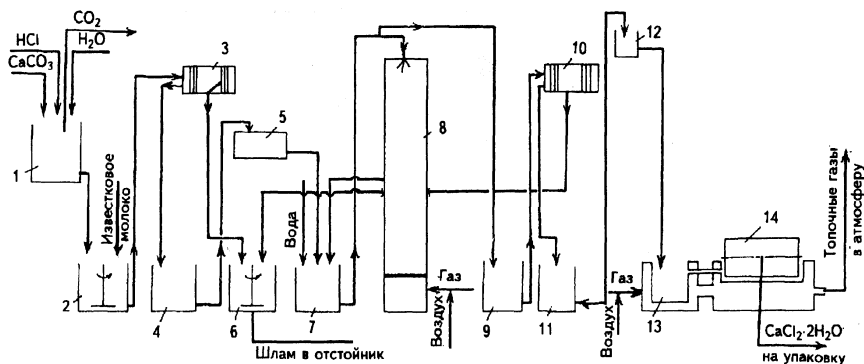 CO2
HCl
H2O
CaCO3
1
Известковое
молоко
2
3
4
5
6
Шлам в отстойник
Вода
7
8
Газ
Воздух
9
10
11
12
Газ
Воздух
13
14
CaCl2·2H2O
на упаковку
Топочные газы
в атмосферу